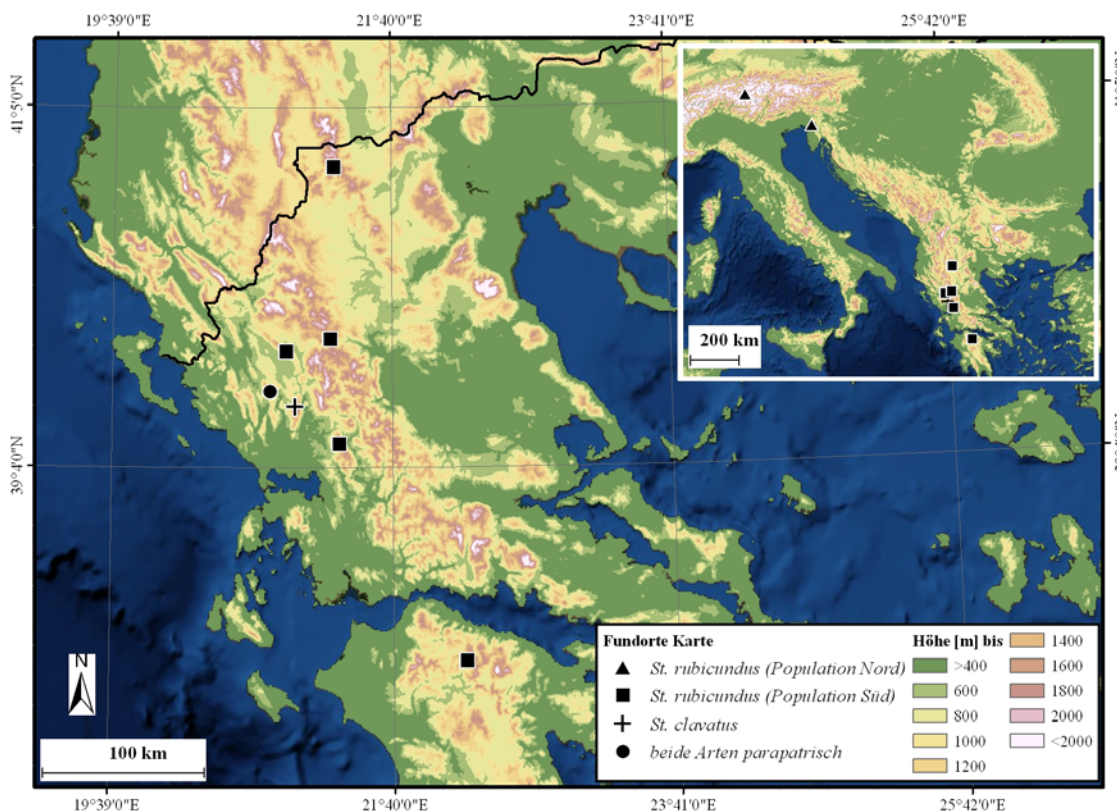 19°39'0"E
21°40'0"E
23°41'0"E
25°42'0"E
41°5'0"N
39°4'0"N
200 km
N
100 km
Fundorte Karte
St. rubicundus (Population Nord)
St. rubicundus (Population Süd)
St. clavatus
beide Arten parapatrisch
Höhe [m] bis
>400
600
800
1000
1200
1400
1600
1800
2000
<2000
19°39'0"E
21°40'0"E
23°41'0"E
25°42'0"E